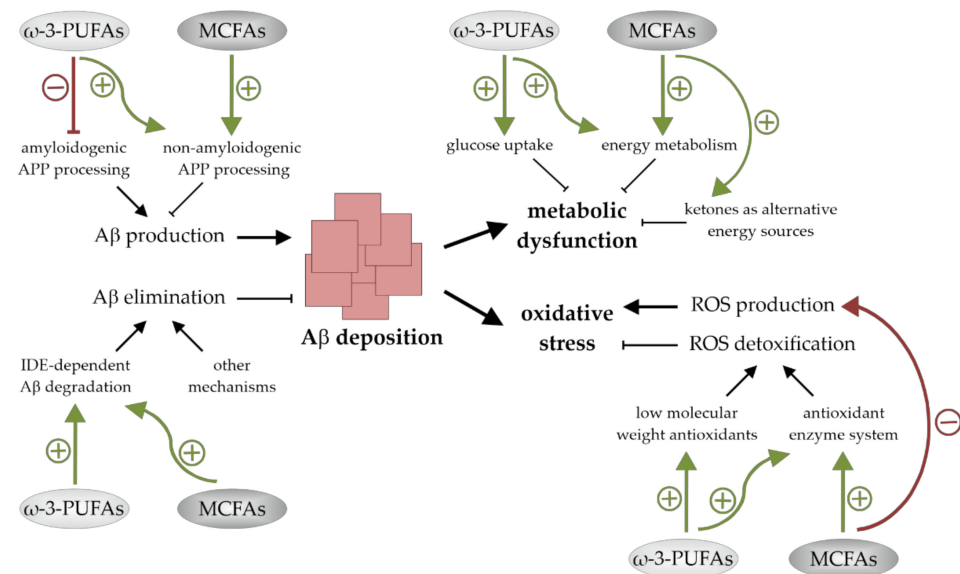 ω-3-PUFAs
MCFAs
amyloidogenic
APP processing
non-amyloidogenic
APP processing
Aβ production
Aβ elimination
IDE-dependent
Aβ degradation
other
mechanisms
ω-3-PUFAs
MCFAs
Aβ deposition
ω-3-PUFAs
MCFAs
glucose uptake
energy metabolism
metabolic
dysfunction
ketones as alternative
energy sources
oxidative
stress
ROS production
ROS detoxification
low molecular
weight antioxidants
antioxidant
enzyme system
ω-3-PUFAs
MCFAs